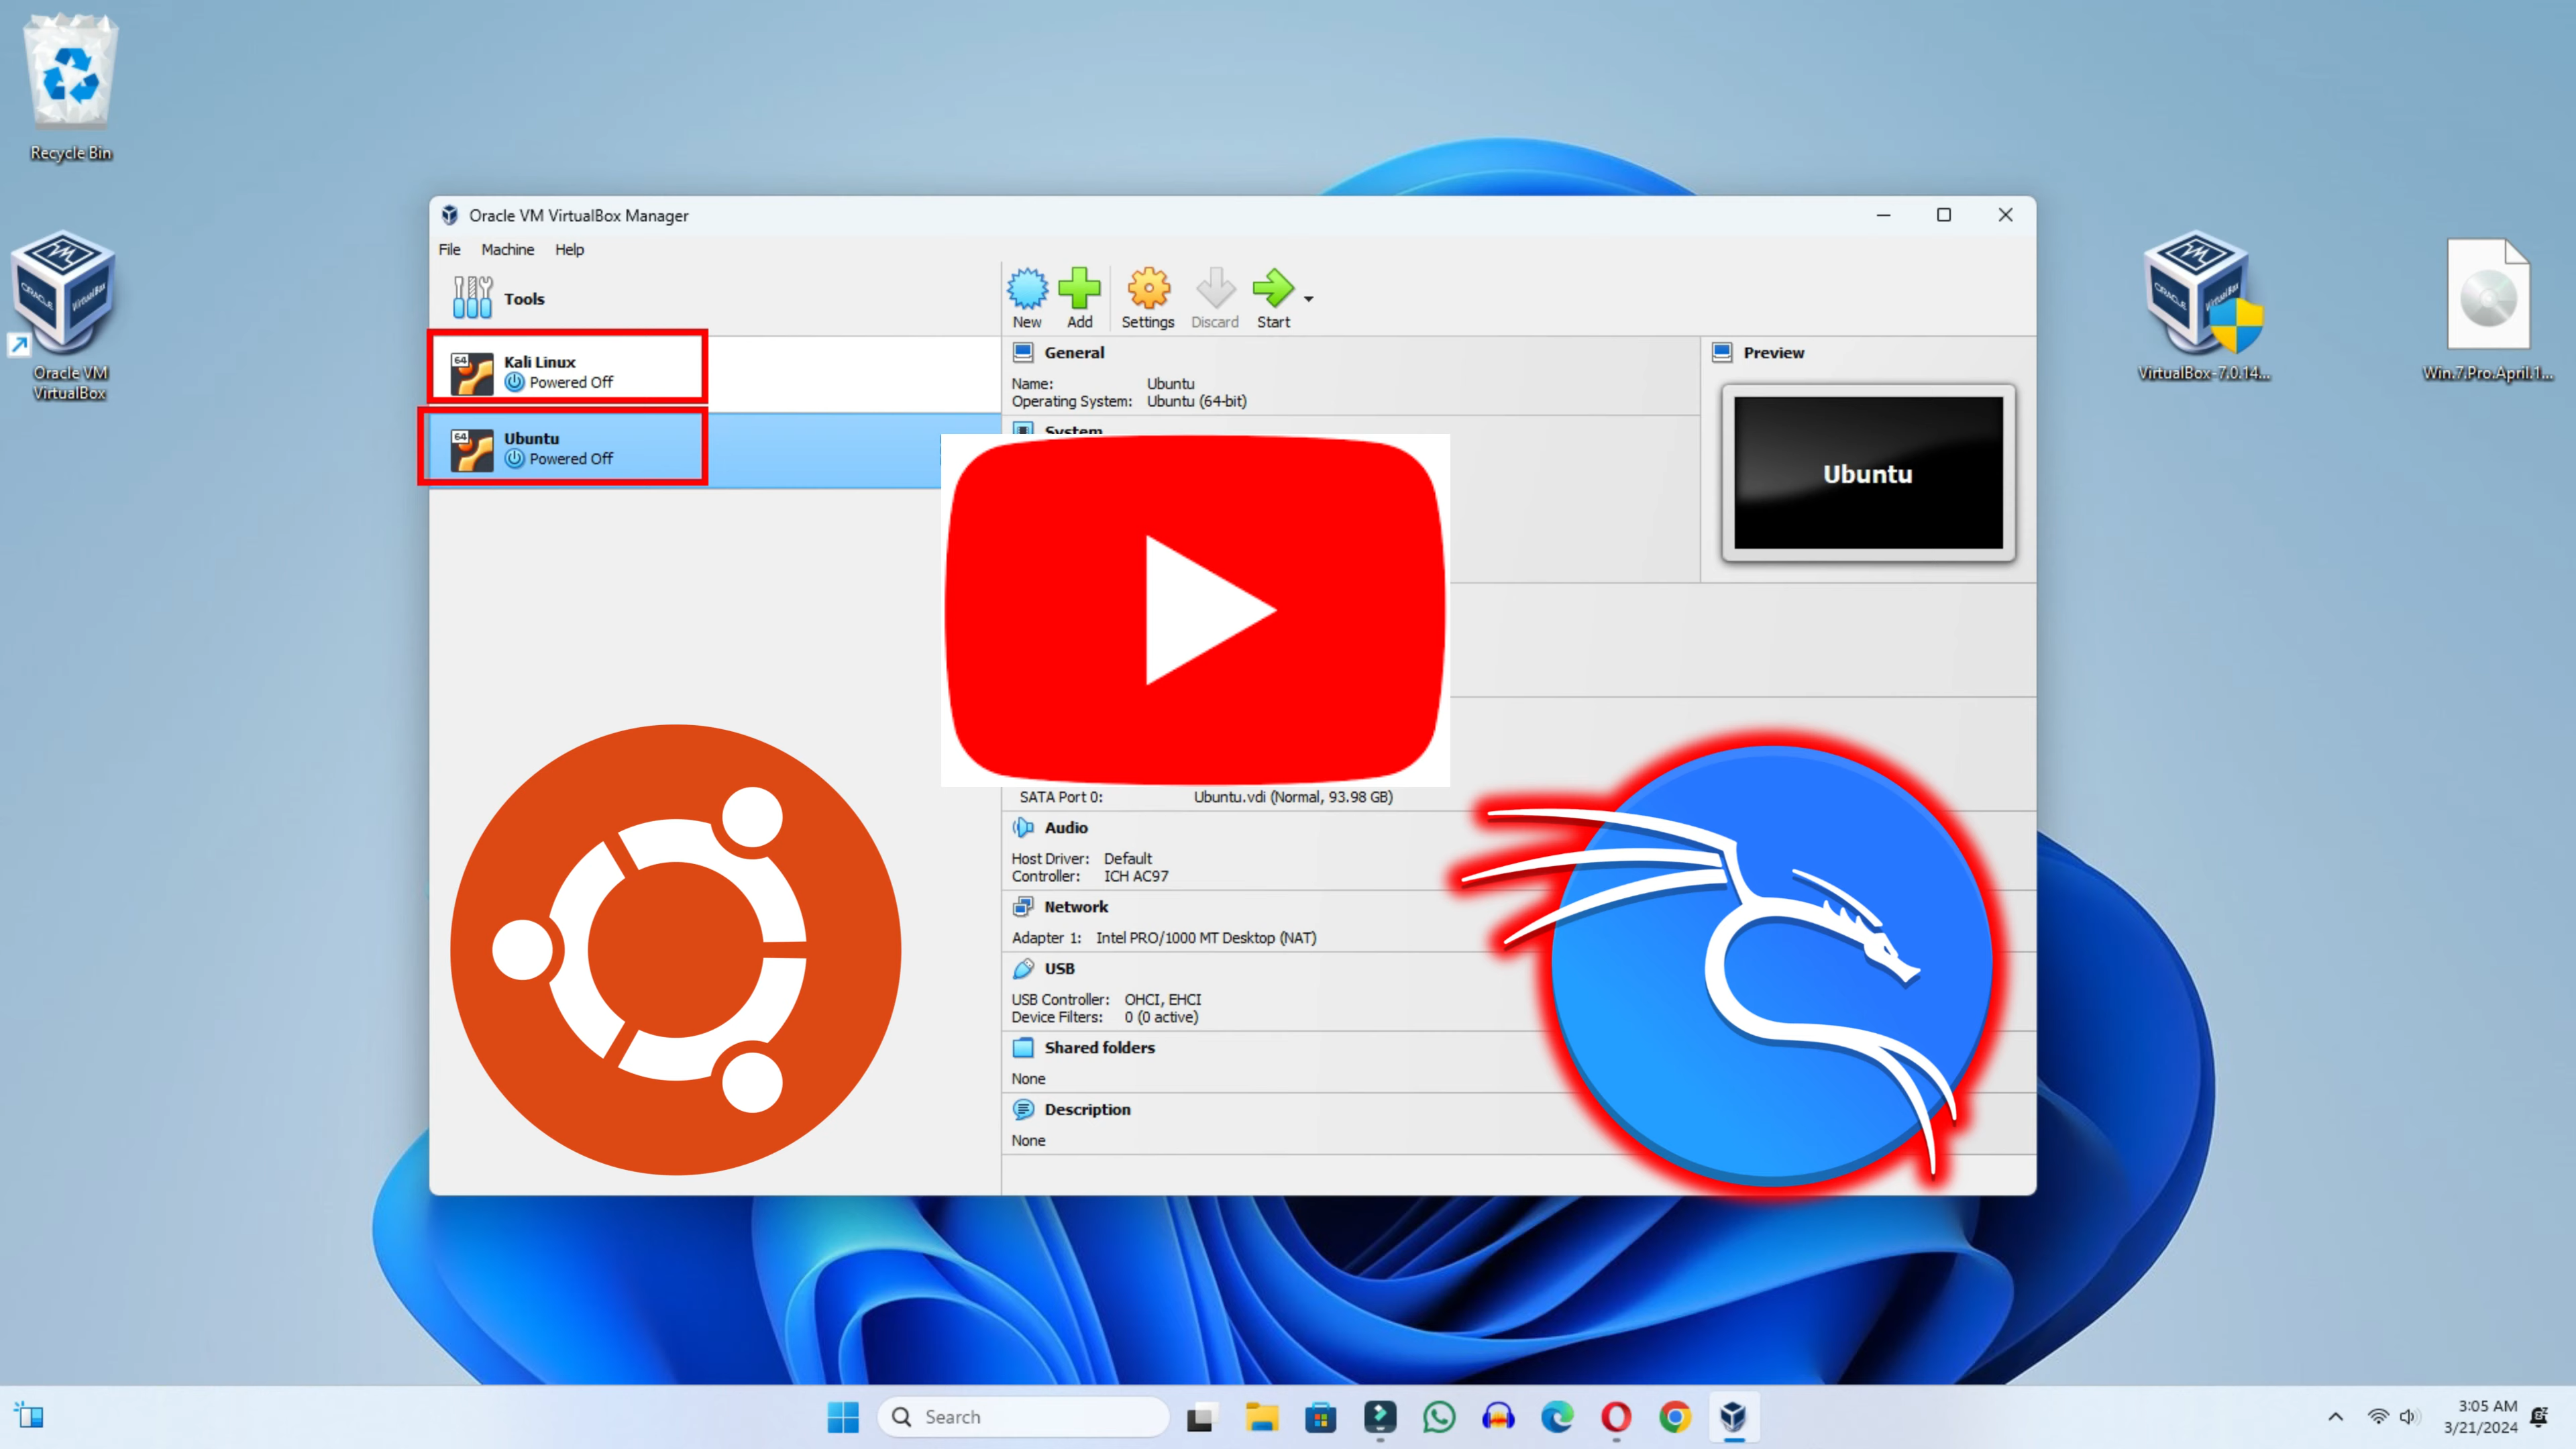 Recycle Bin
Oracle VM
VirtualBox
Oracle VM VirtualBox Manager
File Machine Help
Tools
New Add Settings Discard Start
64 Kali Linux
Powered Off
64 Ubuntu
Powered Off
General
Name: Ubuntu
Operating System: Ubuntu (64-bit)
System
Preview
Ubuntu
SATA Port 0: Ubuntu.vdi (Normal, 93.98 GB)
Audio
Host Driver: Default
Controller: ICH AC97
Network
Adapter 1: Intel PRO/1000 MT Desktop (NAT)
USB
USB Controller: OHCI, EHCI
Device Filters: 0 (0 active)
Shared folders
None
Description
None
VirtualBox-7.0.14...
Win.7.Pro.April.1...
Search
3:05 AM
3/21/2024